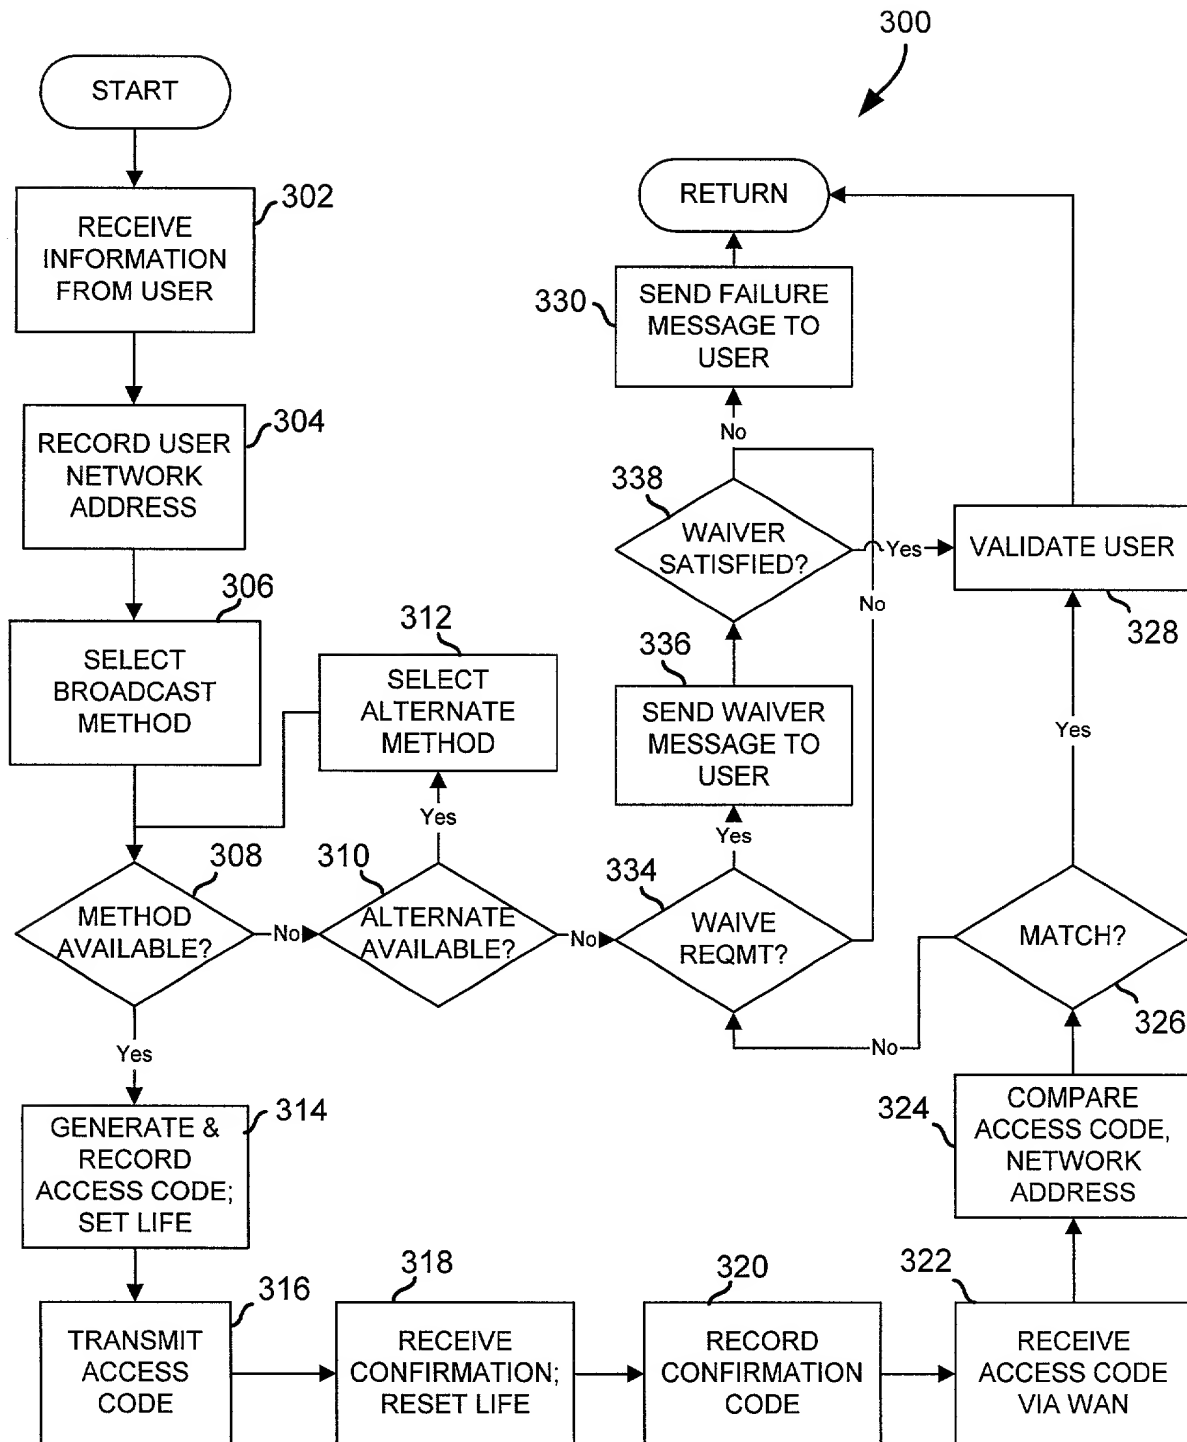 300
START
302
RECEIVE
INFORMATION
FROM USER
304
RECORD USER
NETWORK
ADDRESS
306
SELECT
BROADCAST
METHOD
308
METHOD
AVAILABLE?
No
Yes
310
ALTERNATE
AVAILABLE?
Yes
No
312
SELECT
ALTERNATE
METHOD
314
GENERATE &
RECORD
ACCESS CODE;
SET LIFE
316
TRANSMIT
ACCESS
CODE
318
RECEIVE
CONFIRMATION;
RESET LIFE
320
RECORD
CONFIRMATION
CODE
322
RECEIVE
ACCESS CODE
VIA WAN
324
COMPARE
ACCESS CODE,
NETWORK
ADDRESS
326
MATCH?
No
Yes
328
VALIDATE USER
334
WAIVE
REQMT?
Yes
No
336
SEND WAIVER
MESSAGE TO
USER
338
WAIVER
SATISFIED?
Yes
No
330
SEND FAILURE
MESSAGE TO
USER
RETURN